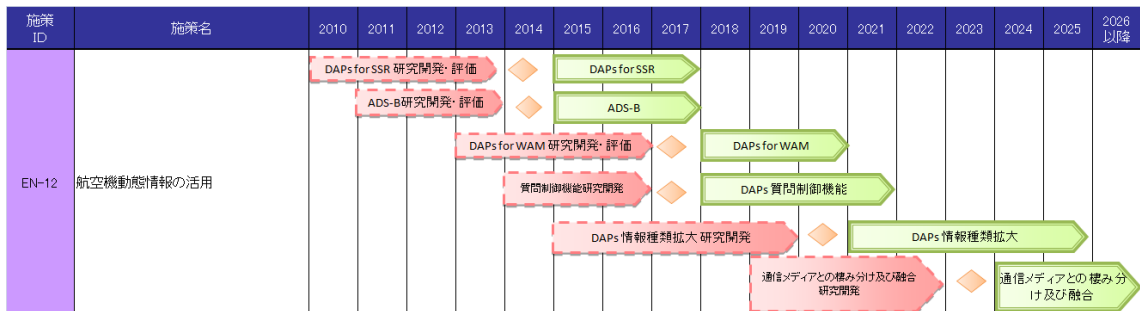 施策
ID
施策名
2010
2011
2012
2013
2014
2015
2016
2017
2018
2019
2020
2021
2022
2023
2024
2025
2026
以降
EN-12
航空機動態情報の活用
DAPs for SSR 研究開発・評価
DAPs for SSR
ADS-B研究開発・評価
ADS-B
DAPs for WAM 研究開発・評価
DAPs for WAM
質問制御機能研究開発
DAPs 質問制御機能
DAPs 情報種類拡大 研究開発
DAPs 情報種類拡大
通信メディアとの棲み分け及び融合
研究開発
通信メディアとの棲み分
け及び融合